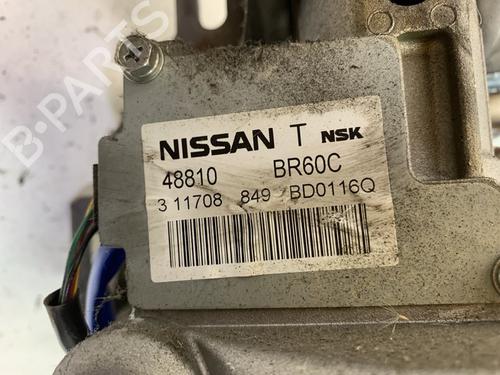 B-PARTS
NISSAN T NSK
48810 BR60C
3 11708 849 BD0116Q